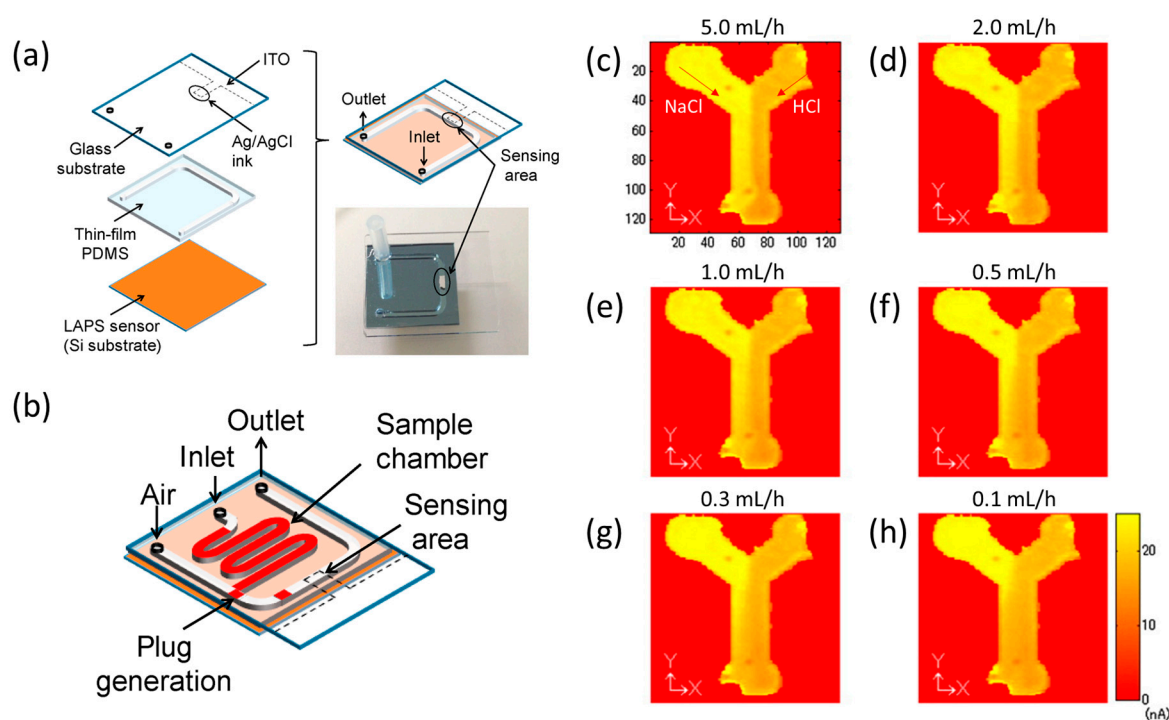 (a)
ITO
Ag/AgCl
ink
Glass
substrate
Thin-film
PDMS
LAPS sensor
(Si substrate)
Outlet
Inlet
Sensing
area
(b)
Outlet
Inlet
Air
Sample
chamber
Sensing
area
Plug
generation
5.0 mL/h
(c)
NaCl
HCl
20
40
60
80
100
120
Y
X
20 40 60 80 100 120
2.0 mL/h
(d)
Y
X
1.0 mL/h
(e)
Y
X
0.5 mL/h
(f)
Y
X
0.3 mL/h
(g)
Y
X
0.1 mL/h
(h)
Y
X
20
10
0
(nA)